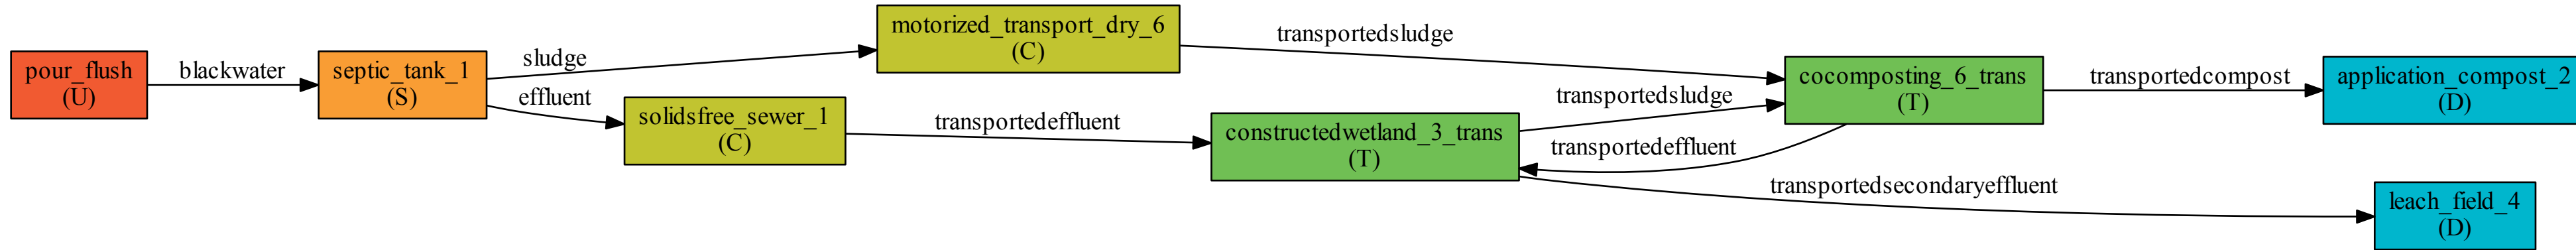 pour_flush
(U)
blackwater
septic_tank_1
(S)
sludge
effluent
motorized_transport_dry_6
(C)
solidsfree_sewer_1
(C)
transportedsludge
transportedeffluent
constructedwetland_3_trans
(T)
transportedsludge
transportedeffluent
cocomposting_6_trans
(T)
transportedcompost
transportedsecondaryeffluent
application_compost_2
(D)
leach_field_4
(D)